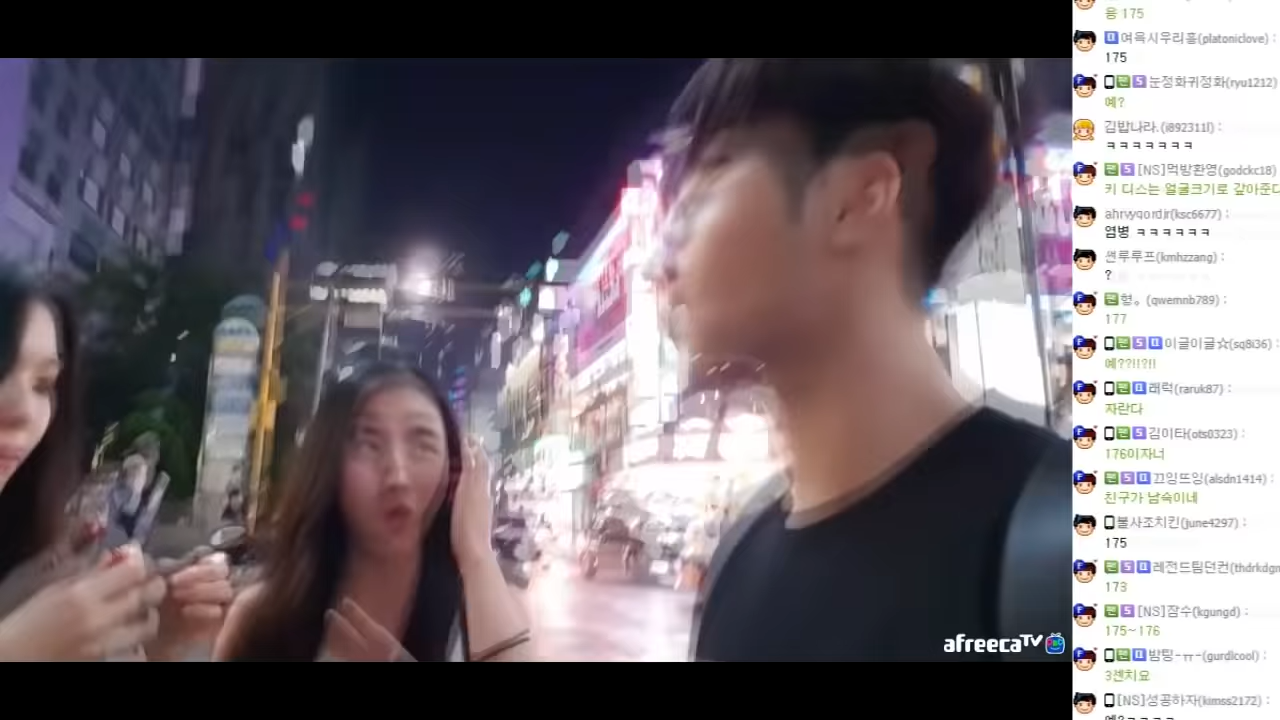 응 175
여욱시우리흥(platoniclove) :
175
눈정화귀정화(ryu1212)
예?
김밥나라.(i892311l) :
ㅋㅋㅋㅋㅋㅋㅋ
[NS]먹방환영(godckc18)
키 디스는 얼굴크기로 갚아준다
ahrvyqordjr(ksc6677) :
염병 ㅋㅋㅋㅋㅋㅋ
썬루루프(kmhzzang) :
?
형。(qwemnb789) :
177
이글이글☆(sq8i36) :
예??!!?!!
래럭(raruk87) :
자란다
김이타(ots0323) :
176이자너
끄잉뜨잉(alsdn1414) :
친구가 남숙이네
불사조치킨(june4297) :
175
레전드팀던컨(thdrkdgn
173
[NS]잠수(kgungd) :
175~176
밤팅-ㅠ-(gurdlcool) :
3센치요
[NS]성공하자(kimss2172) :
afreecaTV